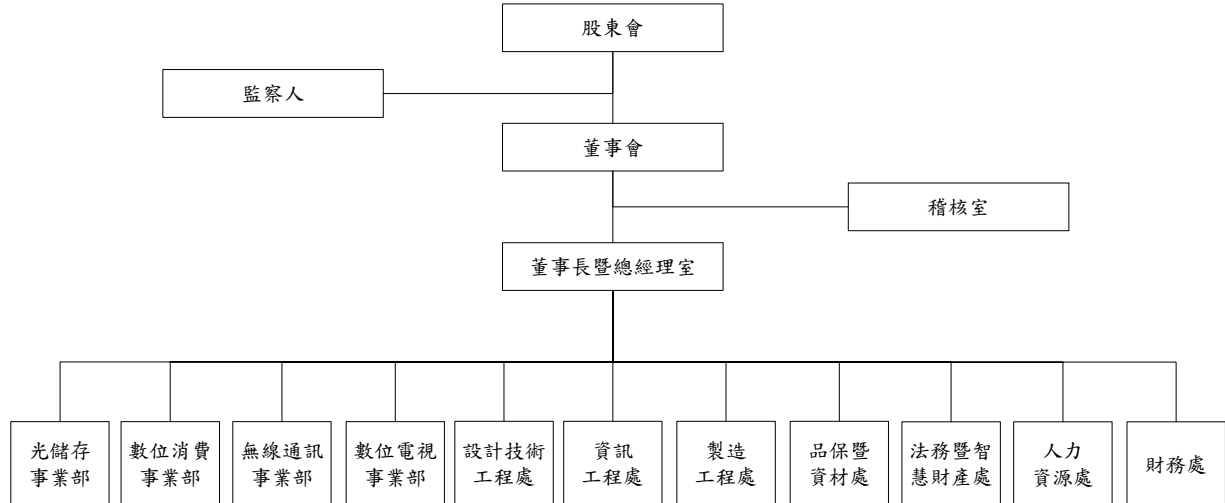 股東會
監察人
董事會
稽核室
董事長暨總經理室
光儲存
事業部
數位消費
事業部
無線通訊
事業部
數位電視
事業部
設計技術
工程處
資訊
工程處
製造
工程處
品保暨
資材處
法務暨智
慧財產處
人力
資源處
財務處